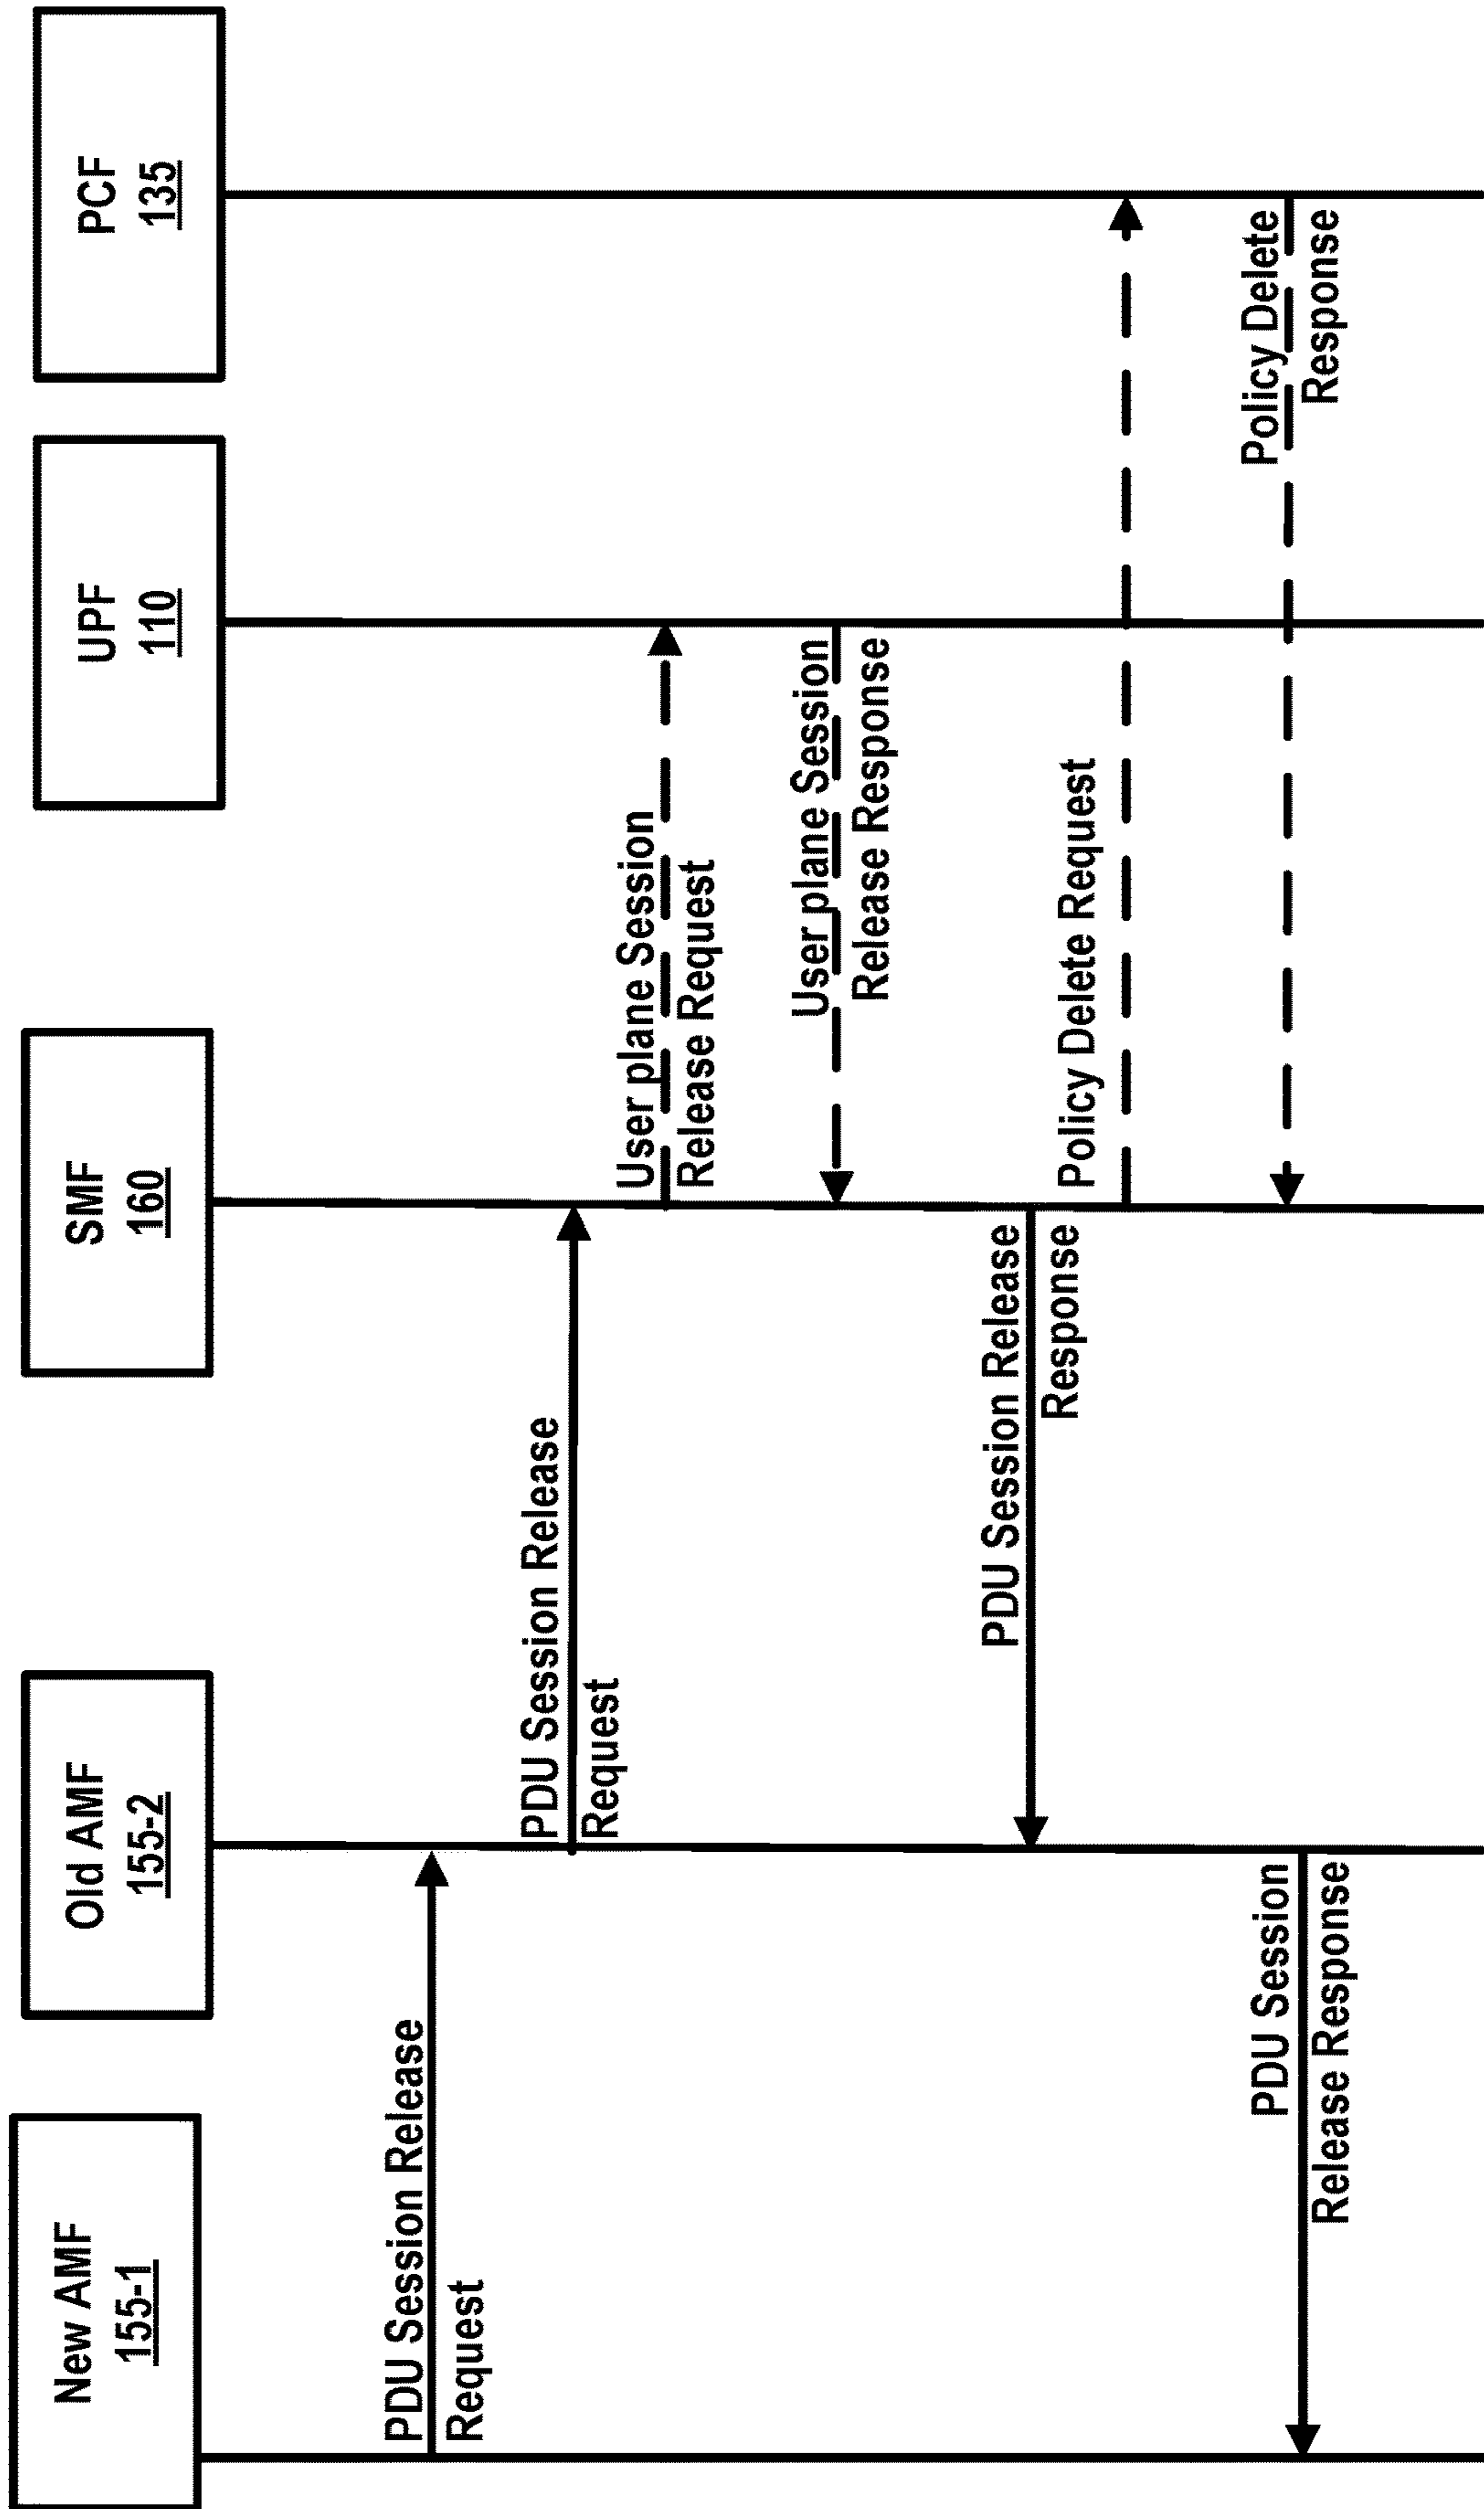 New AMF
155-1
Old AMF
155-2
SMF
160
UPF
110
PCF
135
PDU Session Release
Request
PDU Session Release
Request
User plane Session
Release Request
User plane Session
Release Response
PDU Session Release
Response
Policy Delete Request
Policy Delete
Response
PDU Session
Release Response